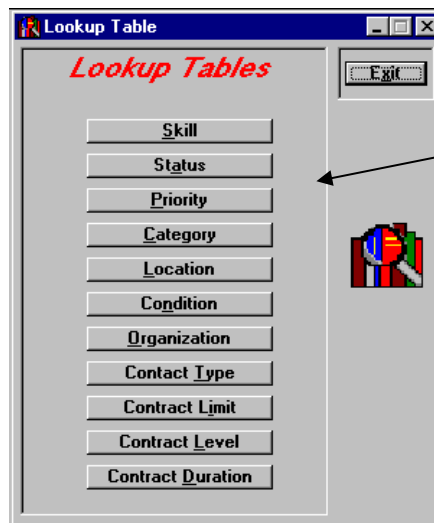 Lookup Table
Lookup Tables
Exit
Skill
Status
Priority
Category
Location
Condition
Organization
Contact Type
Contract Limit
Contract Level
Contract Duration